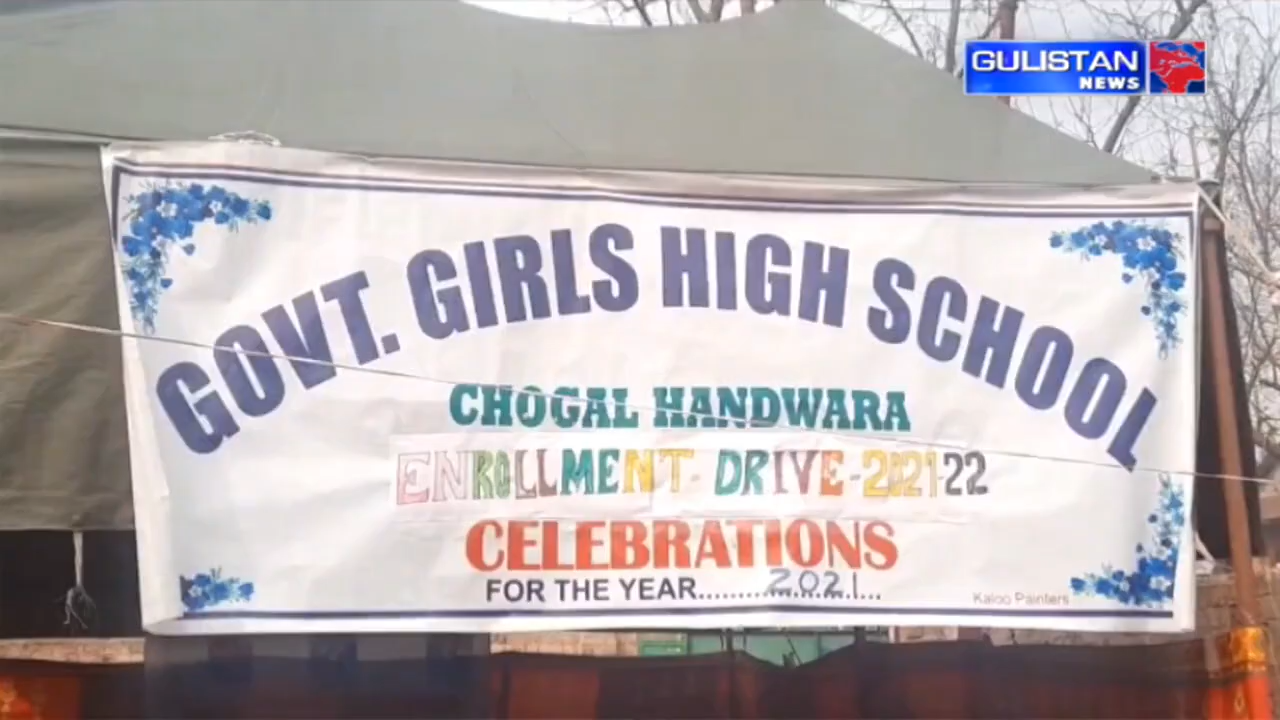 GULISTAN
NEWS
GOVT. GIRLS HIGH SCHOOL
CHOGAL HANDWARA
ENROLLMENT- DRIVE-2021-22
CELEBRATIONS
FOR THE YEAR.........2021...
Kaloo Painters